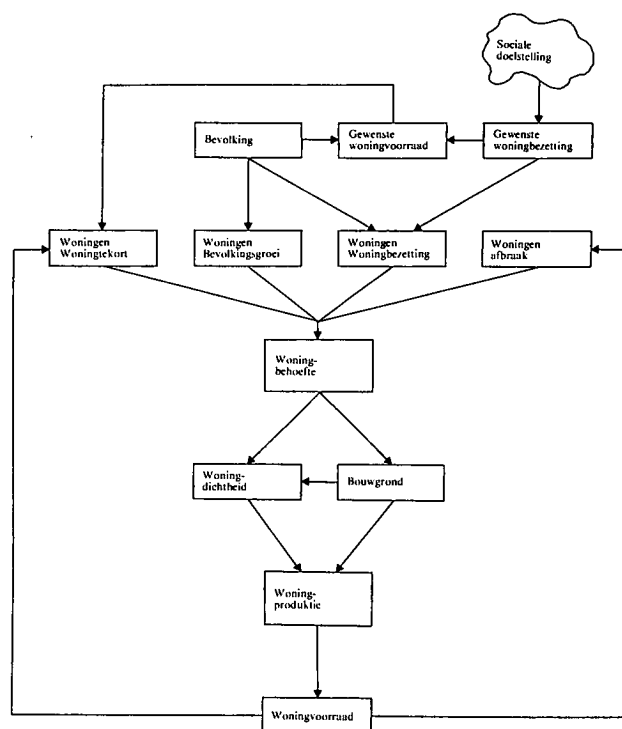 Sociale
doelstelling
Bevolking
Gewenste
woningvoorraad
Gewenste
woningbezetting
Woningen
Woningtekort
Woningen
Bevolkingsgroei
Woningen
Woningbezetting
Woningen
afbraak
Woning-
behoefte
Woning-
dichtheid
Bouwgrond
Woning-
produktie
Woningvoorraad